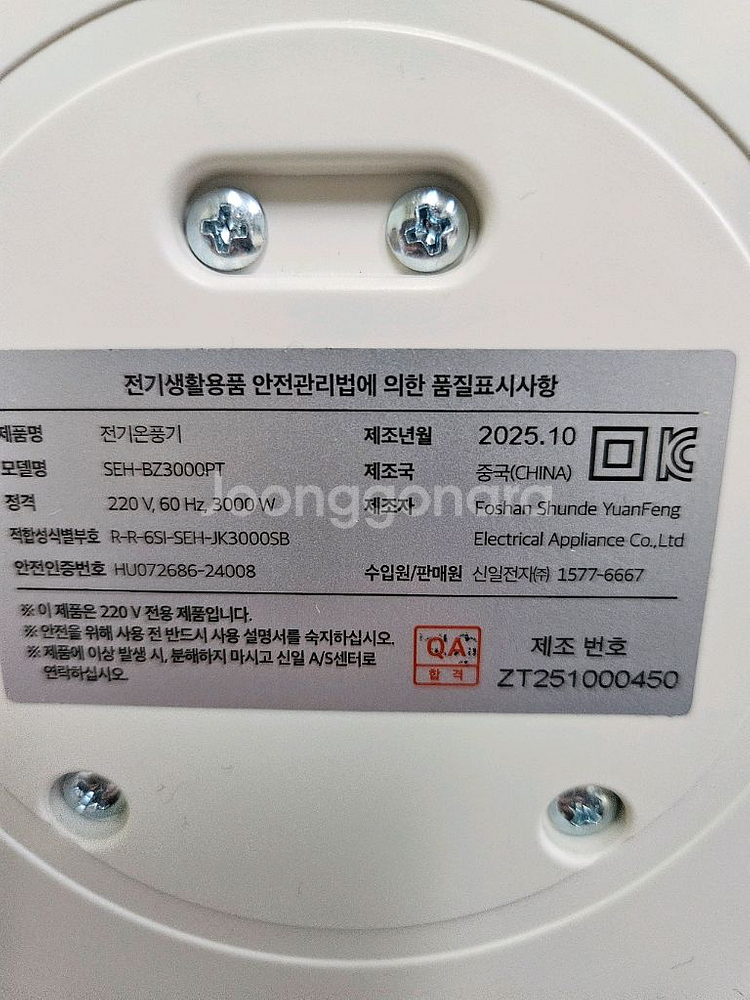 전기생활용품 안전관리법에 의한 품질표시사항
제품명 전기온풍기 제조년월 2025.10
모델명 SEH-BZ3000PT 제조국 중국(CHINA)
정격 220 V, 60 Hz, 3000 W 제조자 Foshan Shunde YuanFeng
적합성식별부호 R-R-6SI-SEH-JK3000SB Electrical Appliance Co.,Ltd
안전인증번호 HU072686-24008 수입원/판매원 신일전자㈜ 1577-6667
※ 이 제품은 220 V 전용 제품입니다.
※ 안전을 위해 사용 전 반드시 사용 설명서를 숙지하십시오.
※ 제품에 이상 발생 시, 분해하지 마시고 신일 A/S센터로
연락하십시오.
QA
합 격
제조 번호
ZT251000450
Joonggonara